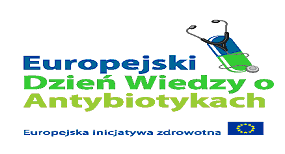 Europejski
Dzień Wiedzy o
Antybiotykach
Europejska inicjatywa zdrowotna